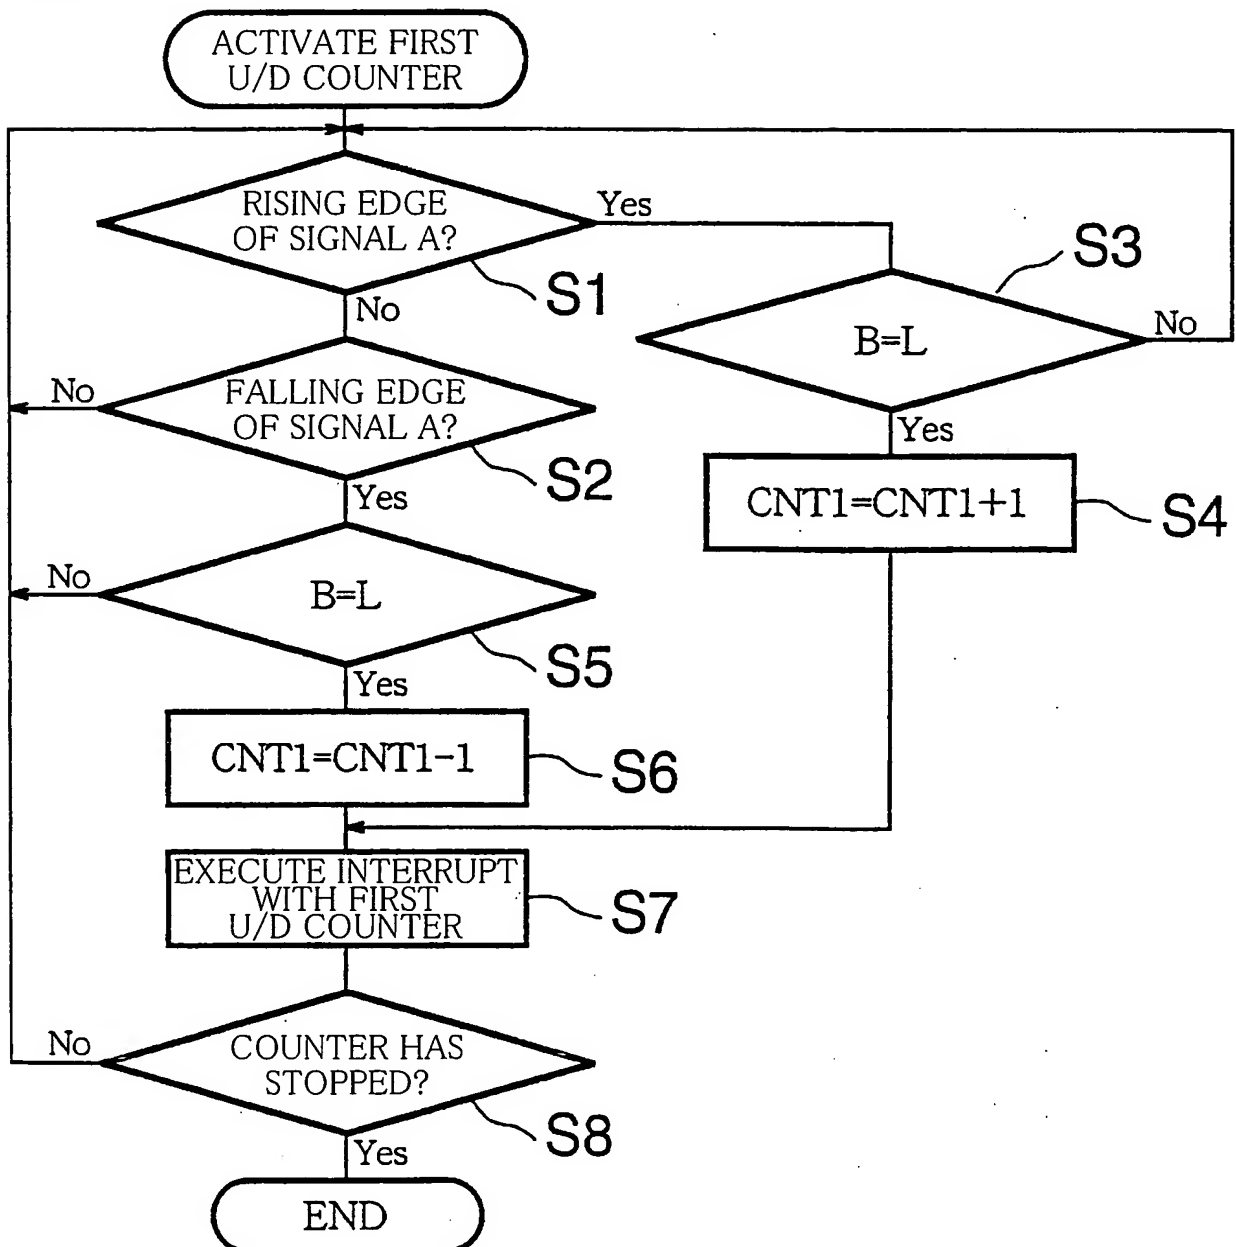 ACTIVATE FIRST
U/D COUNTER
RISING EDGE
OF SIGNAL A?
Yes
S1
No
S3
B=L
No
Yes
FALLING EDGE
OF SIGNAL A?
No
S2
Yes
CNT1=CNT1+1
S4
B=L
No
S5
Yes
CNT1=CNT1-1
S6
EXECUTE INTERRUPT
WITH FIRST
U/D COUNTER
S7
COUNTER HAS
STOPPED?
No
S8
Yes
END